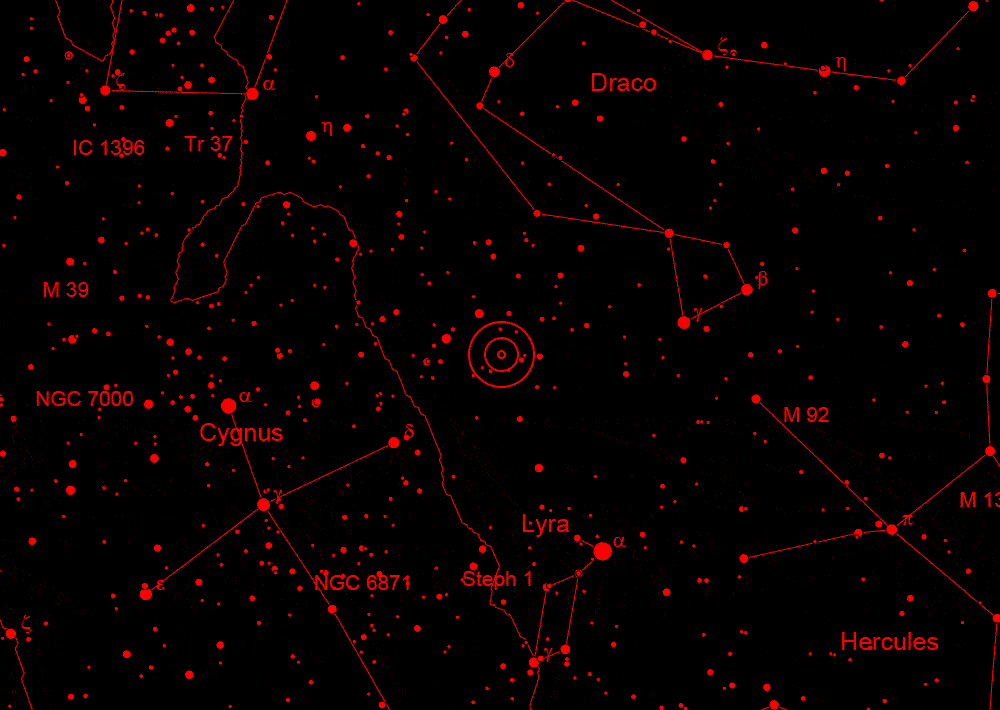 ζ
δ
η
Draco
ζ
α
η
IC 1396
Tr 37
β
M 39
γ
NGC 7000
α
M 92
Cygnus
δ
γ
M 13
π
Lyra
α
ε
NGC 6871
Steph 1
ζ
γ
Hercules